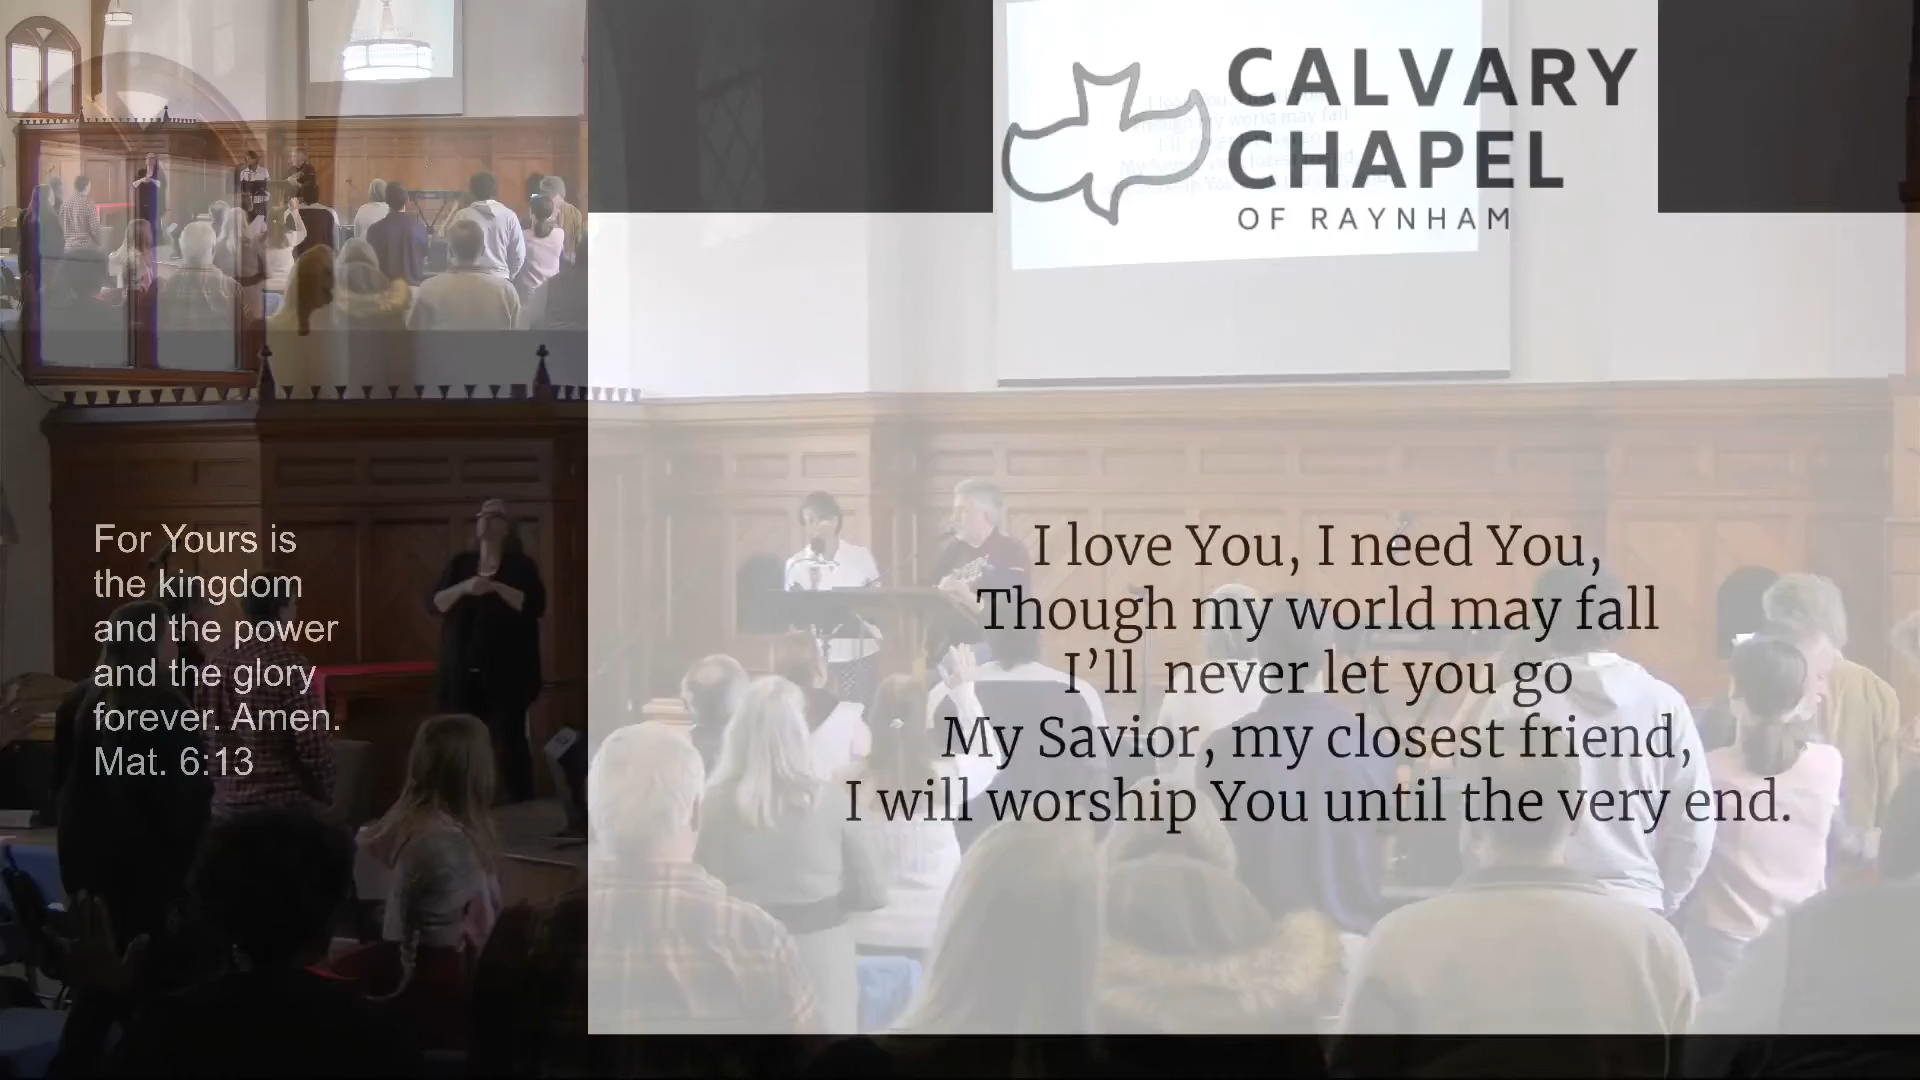 CALVARY
CHAPEL
OF RAYNHAM
For Yours is
the kingdom
and the power
and the glory
forever. Amen.
Mat. 6:13
I love You, I need You,
Though my world may fall
I’ll never let you go
My Savior, my closest friend,
I will worship You until the very end.